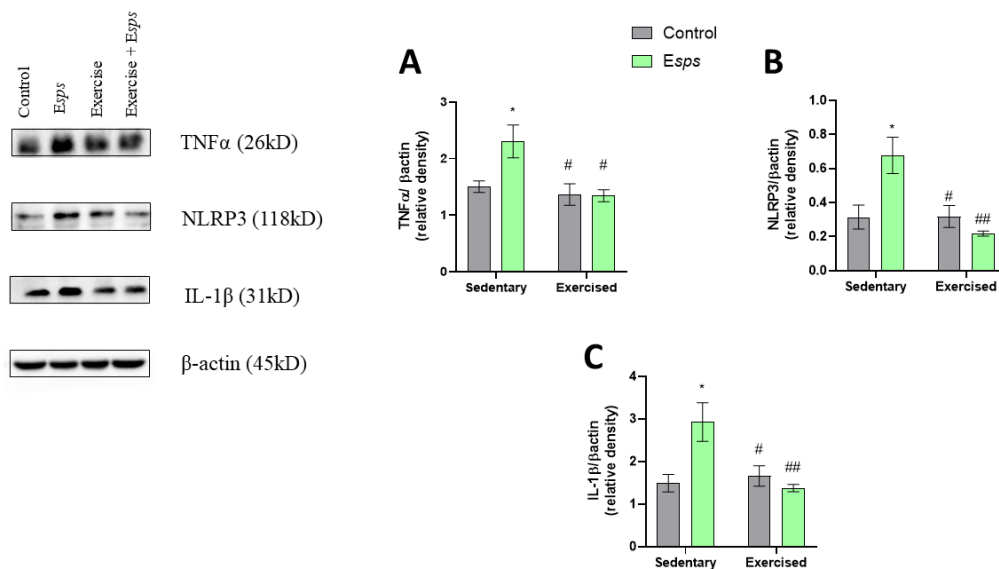 Control
Esps
Exercise
Exercise + Esps
TNFα (26kD)
NLRP3 (118kD)
IL-1β (31kD)
β-actin (45kD)
Control
Esps
A
TNFα/ βactin
(relative density)
3
2
1
0
*
#
#
Sedentary
Exercised
B
NLRP3/βactin
(relative density)
1.0
0.8
0.6
0.4
0.2
0.0
*
#
##
Sedentary
Exercised
C
IL-1β/βactin
(relative density)
4
3
2
1
0
*
#
##
Sedentary
Exercised